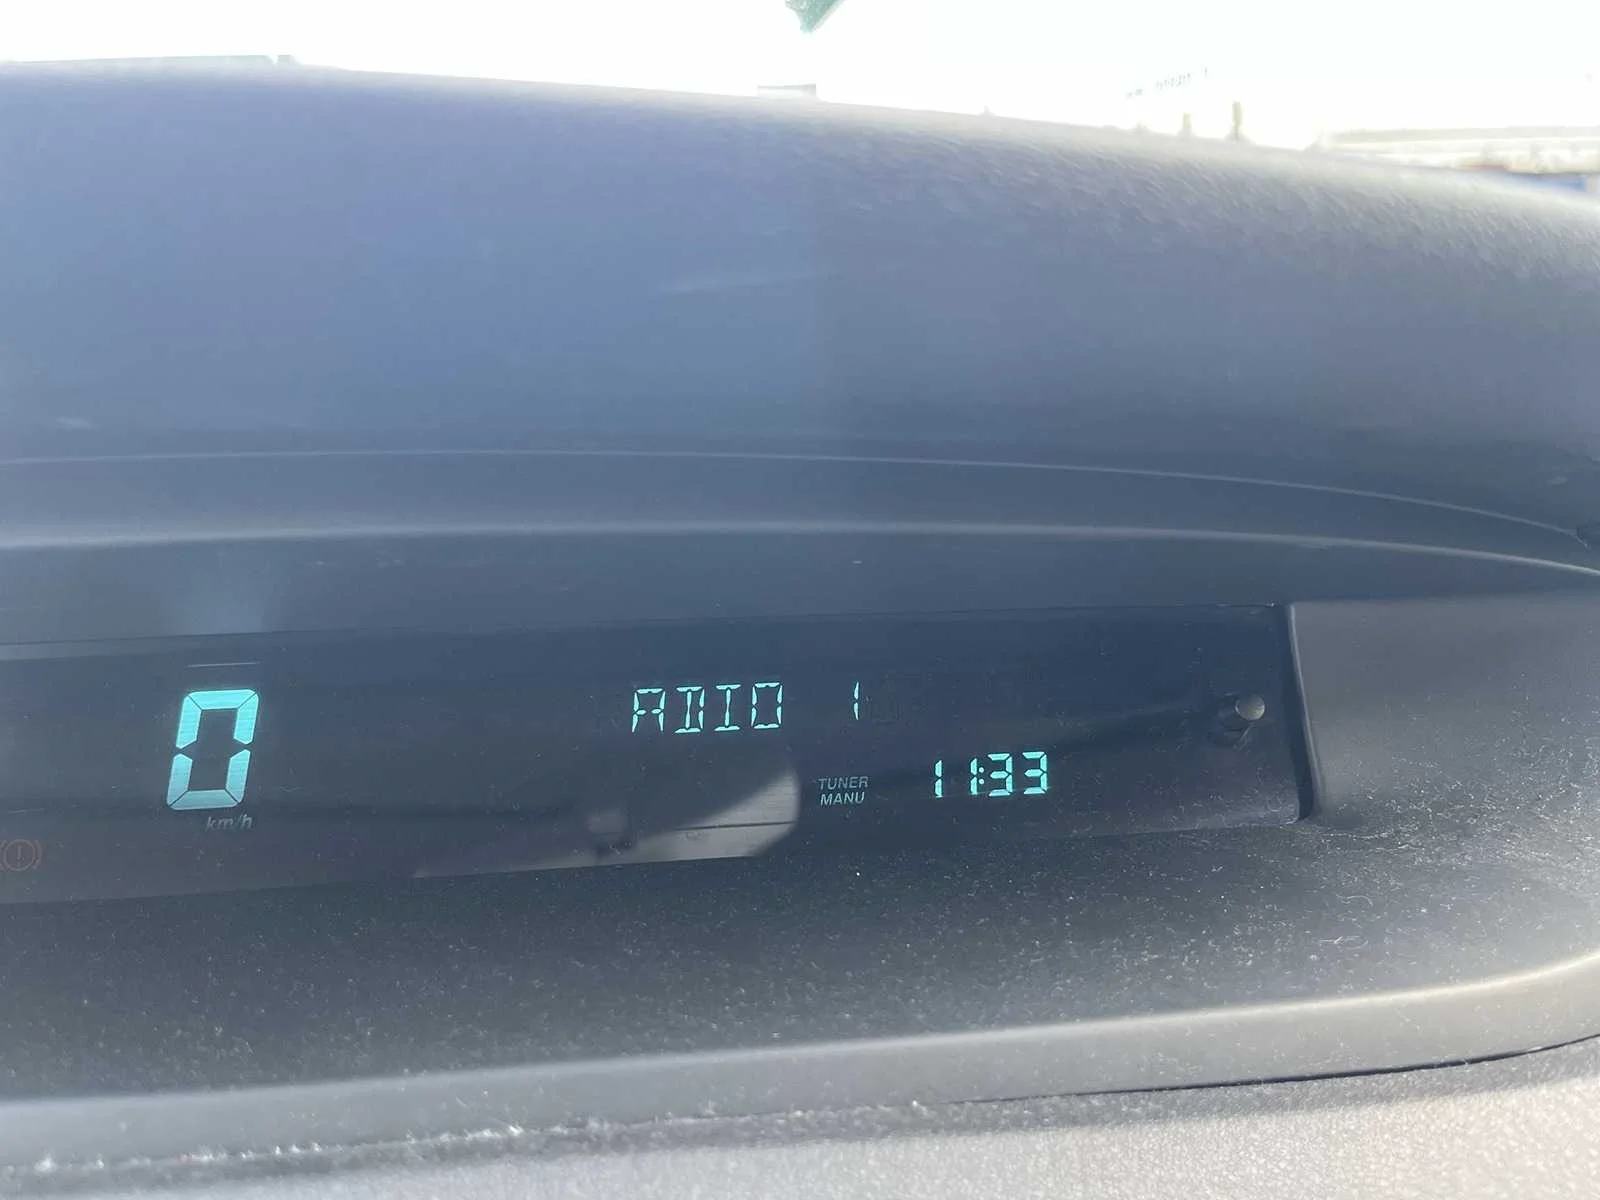 0
km/h
ADIO 1
TUNER
MANU
11:33